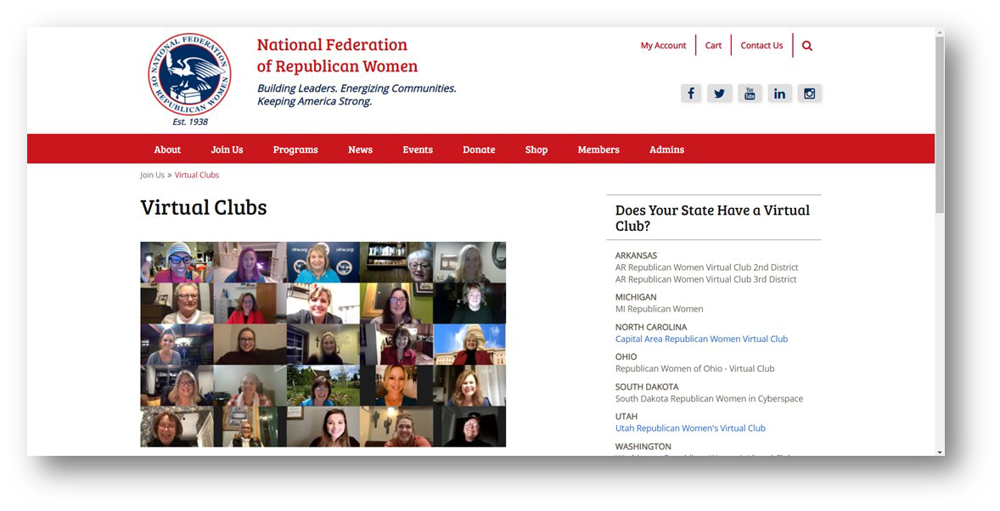 NATIONAL FEDERATION OF REPUBLICAN WOMEN
Est. 1938
National Federation
of Republican Women
Building Leaders. Energizing Communities.
Keeping America Strong.
My Account
Cart
Contact Us
You
Tube
in
About
Join Us
Programs
News
Events
Donate
Shop
Members
Admins
Join Us » Virtual Clubs
Virtual Clubs
nfrw.org
nfrw.org
Does Your State Have a Virtual
Club?
ARKANSAS
AR Republican Women Virtual Club 2nd District
AR Republican Women Virtual Club 3rd District
MICHIGAN
MI Republican Women
NORTH CAROLINA
Capital Area Republican Women Virtual Club
OHIO
Republican Women of Ohio - Virtual Club
SOUTH DAKOTA
South Dakota Republican Women in Cyberspace
UTAH
Utah Republican Women's Virtual Club
WASHINGTON